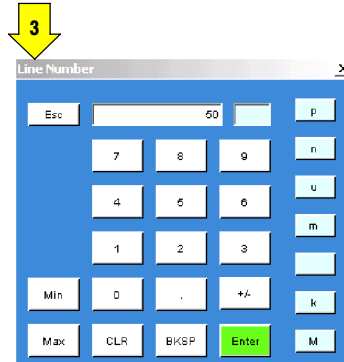 3
Line Number x
Esc 50 p
7 8 9 n
4 5 6 u
m
1 2 3
Min 0 . +/- k
Max CLR BKSP Enter M